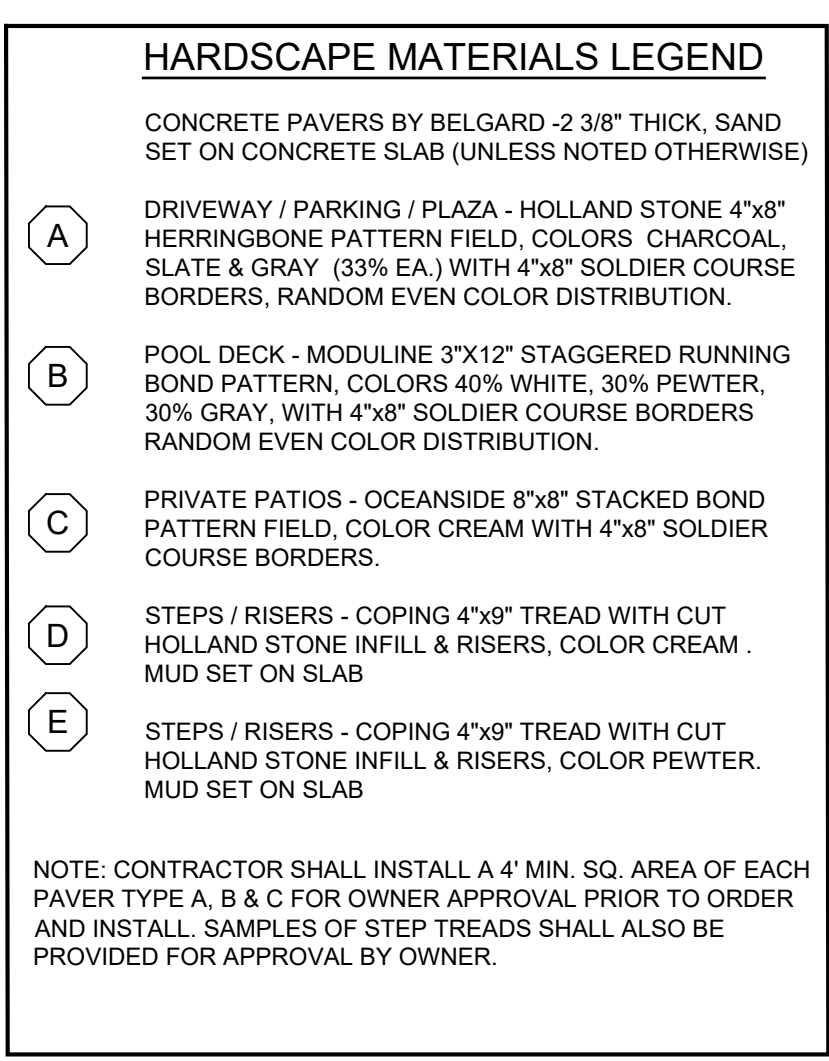 HARDSCAPE MATERIALS LEGEND
CONCRETE PAVERS BY BELGARD -2 3/8" THICK, SAND
SET ON CONCRETE SLAB (UNLESS NOTED OTHERWISE)
A
DRIVEWAY / PARKING / PLAZA - HOLLAND STONE 4"x8"
HERRINGBONE PATTERN FIELD, COLORS CHARCOAL,
SLATE & GRAY (33% EA.) WITH 4"x8" SOLDIER COURSE
BORDERS, RANDOM EVEN COLOR DISTRIBUTION.
B
POOL DECK - MODULINE 3"X12" STAGGERED RUNNING
BOND PATTERN, COLORS 40% WHITE, 30% PEWTER,
30% GRAY, WITH 4"x8" SOLDIER COURSE BORDERS
RANDOM EVEN COLOR DISTRIBUTION.
C
PRIVATE PATIOS - OCEANSIDE 8"x8" STACKED BOND
PATTERN FIELD, COLOR CREAM WITH 4"x8" SOLDIER
COURSE BORDERS.
D
STEPS / RISERS - COPING 4"x9" TREAD WITH CUT
HOLLAND STONE INFILL & RISERS, COLOR CREAM .
MUD SET ON SLAB
E
STEPS / RISERS - COPING 4"x9" TREAD WITH CUT
HOLLAND STONE INFILL & RISERS, COLOR PEWTER.
MUD SET ON SLAB
NOTE: CONTRACTOR SHALL INSTALL A 4' MIN. SQ. AREA OF EACH
PAVER TYPE A, B & C FOR OWNER APPROVAL PRIOR TO ORDER
AND INSTALL. SAMPLES OF STEP TREADS SHALL ALSO BE
PROVIDED FOR APPROVAL BY OWNER.